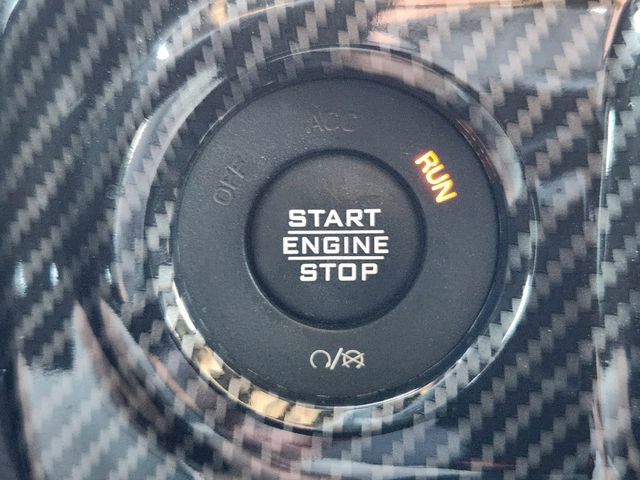 ACC
OFF
RUN
START
ENGINE
STOP